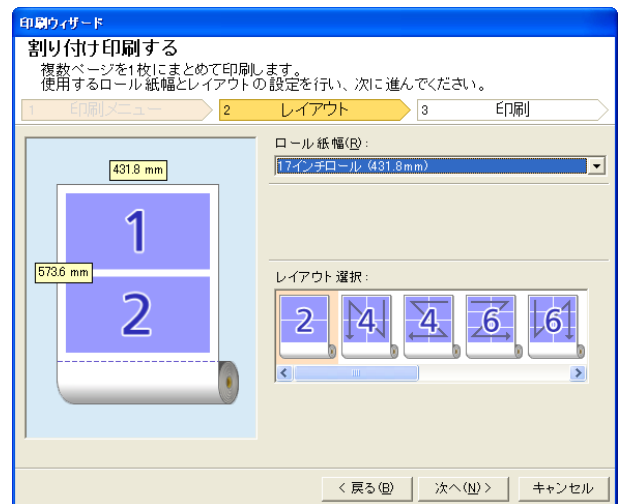 印刷ウィザード
割り付け印刷する
複数ページを1枚にまとめて印刷します。
使用するロール紙幅とレイアウトの設定を行い、次に進んでください。
1 印刷メニュー 2 レイアウト 3 印刷
ロール紙幅(R):
17インチロール (431.8mm)
431.8 mm
1
573.6 mm
2
レイアウト選択:
2 4 4 6 6
< 戻る(B) 次へ(N) > キャンセル